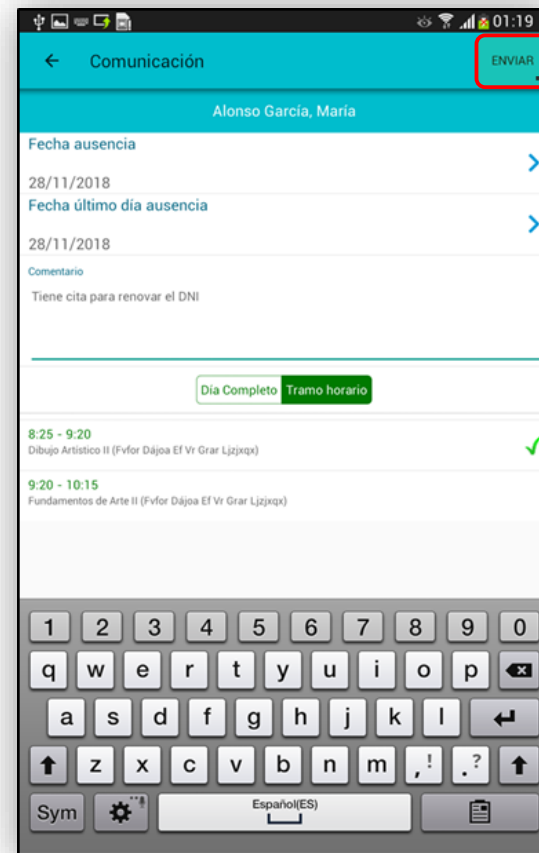 01:19
Comunicación
ENVIAR
Alonso García, María
Fecha ausencia
28/11/2018
Fecha último día ausencia
28/11/2018
Comentario
Tiene cita para renovar el DNI
Día Completo Tramo horario
8:25 - 9:20
Dibujo Artístico II (Fvfor Dájoa Ef Vr Grar Ljzjxqx)
9:20 - 10:15
Fundamentos de Arte II (Fvfor Dájoa Ef Vr Grar Ljzjxqx)
1 2 3 4 5 6 7 8 9 0
q w e r t y u i o p
a s d f g h j k l
z x c v b n m , ! . ?
Sym Español(ES)